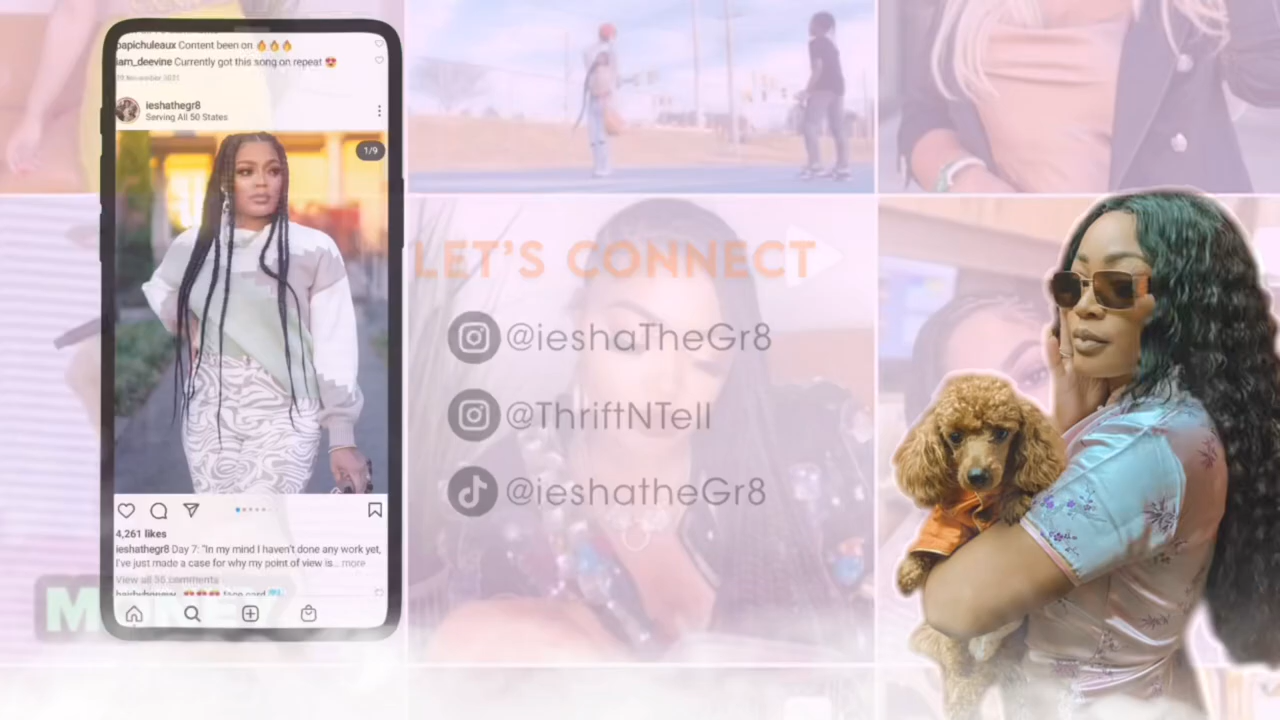 papichuleaux Content been on 🔥🔥🔥
iam_deevine Currently got this song on repeat 😍
ieshathegr8
Serving All 50 States
1/9
4,261 likes
ieshathegr8 Day 7: "In my mind I haven't done any work yet,
I've just made a case for why my point of view is... more
View all 56 comments
MONEY
LET'S CONNECT
@ieshaTheGr8
@ThriftNTell
@ieshatheGr8